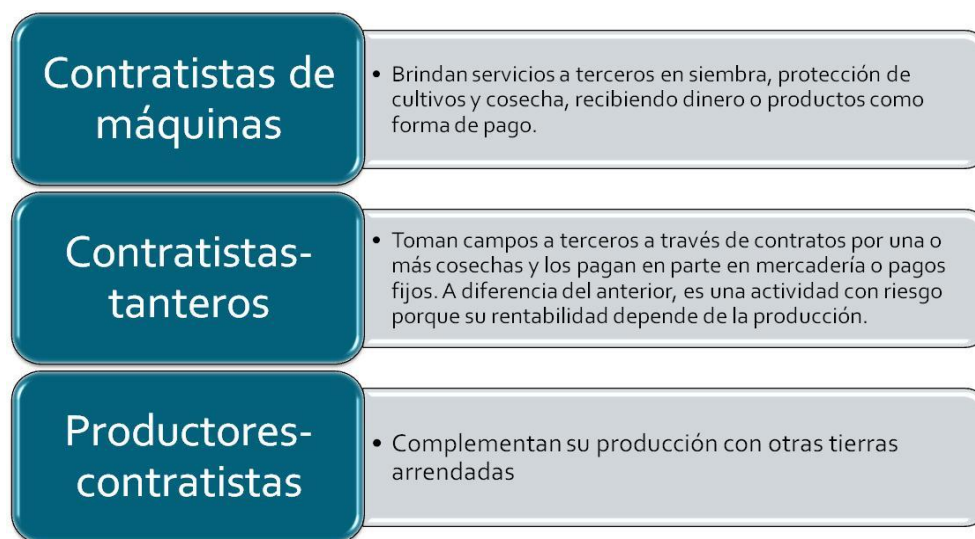 Contratistas de
máquinas
• Brindan servicios a terceros en siembra, protección de
cultivos y cosecha, recibiendo dinero o productos como
forma de pago.
Contratistas-
tanteros
• Toman campos a terceros a través de contratos por una o
más cosechas y los pagan en parte en mercadería o pagos
fijos. A diferencia del anterior, es una actividad con riesgo
porque su rentabilidad depende de la producción.
Productores-
contratistas
• Complementan su producción con otras tierras
arrendadas